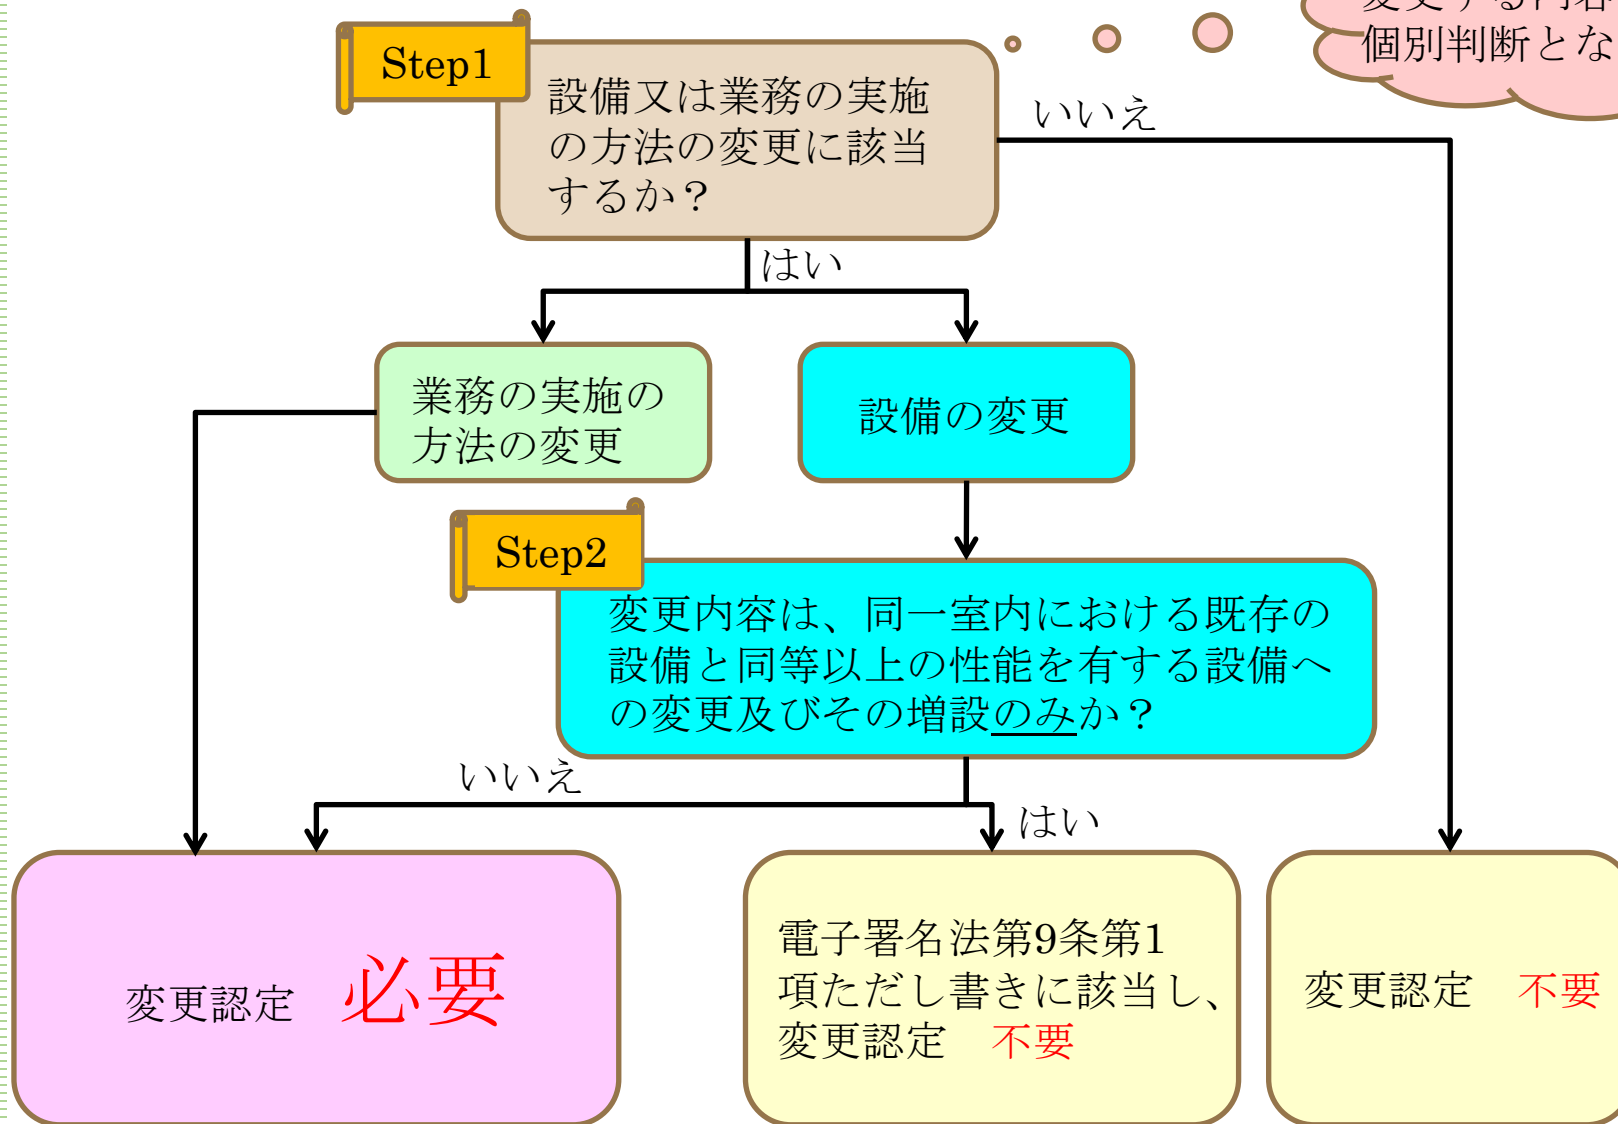 個別判断とな
Step1
設備又は業務の実施
の方法の変更に該当
するか？
いいえ
はい
業務の実施の
方法の変更
設備の変更
Step2
変更内容は、同一室内における既存の
設備と同等以上の性能を有する設備へ
の変更及びその増設のみか？
いいえ
はい
変更認定　必要
電子署名法第9条第1
項ただし書きに該当し、
変更認定　不要
変更認定　不要